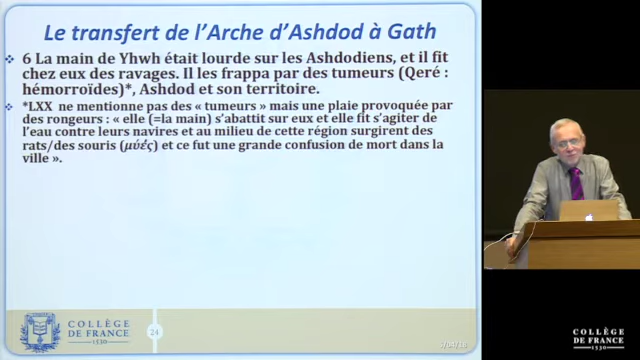 Le transfert de l'Arche d'Ashdod à Gath
6 La main de Yhwh était lourde sur les Ashdodiens, et il fit
chez eux des ravages. Il les frappa par des tumeurs (Qeré :
hémorroïdes)*, Ashdod et son territoire.
*LXX ne mentionne pas des « tumeurs » mais une plaie provoquée par
des rongeurs : « elle (=la main) s'abattit sur eux et elle fit s'agiter de
l'eau contre leurs navires et au milieu de cette région surgirent des
rats/des souris (μύες) et ce fut une grande confusion de mort dans la
ville ».
COLLÈGE
DE FRANCE
1530
24
COLLÈGE
DE FRANCE
1530